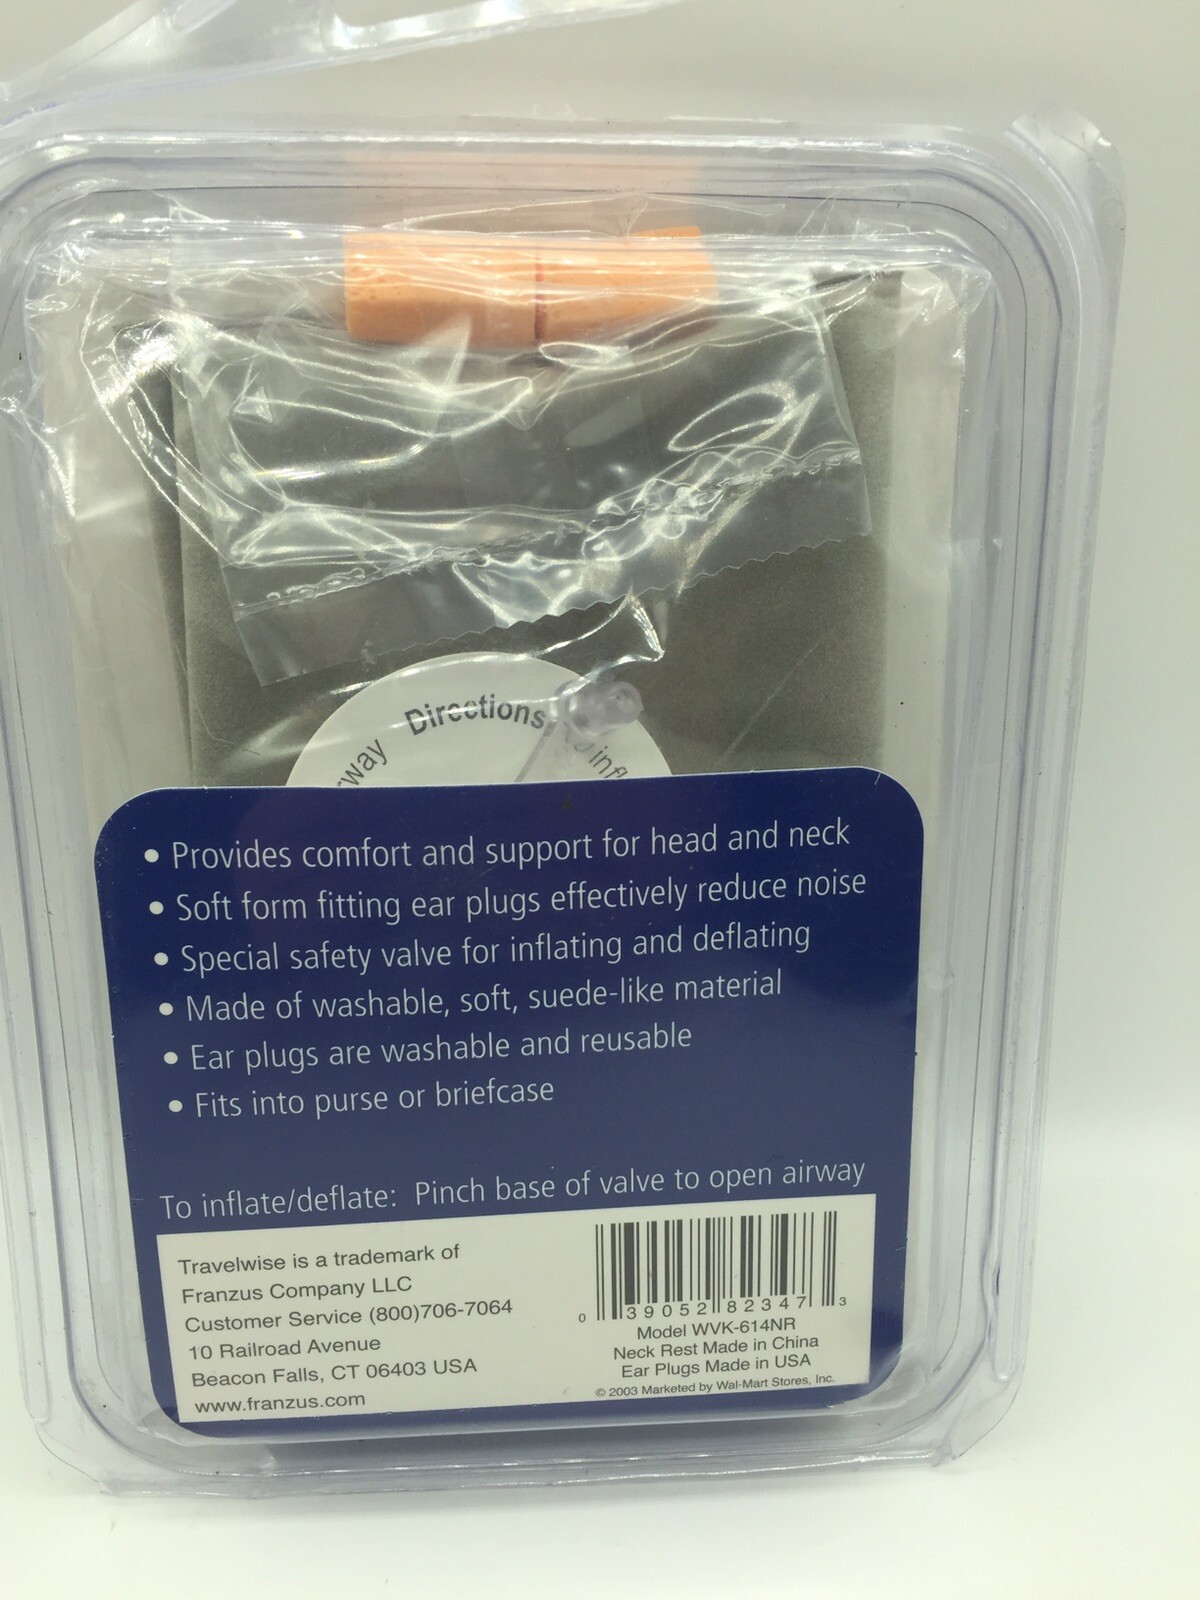 Directions
• Provides comfort and support for head and neck
• Soft form fitting ear plugs effectively reduce noise
• Special safety valve for inflating and deflating
• Made of washable, soft, suede-like material
• Ear plugs are washable and reusable
• Fits into purse or briefcase
To inflate/deflate: Pinch base of valve to open airway
Travelwise is a trademark of
Franzus Company LLC
Customer Service (800)706-7064
10 Railroad Avenue
Beacon Falls, CT 06403 USA
www.franzus.com
0 39052 82347 3
Model WVK-614NR
Neck Rest Made in China
Ear Plugs Made in USA
© 2003 Marketed by Wal-Mart Stores, Inc.